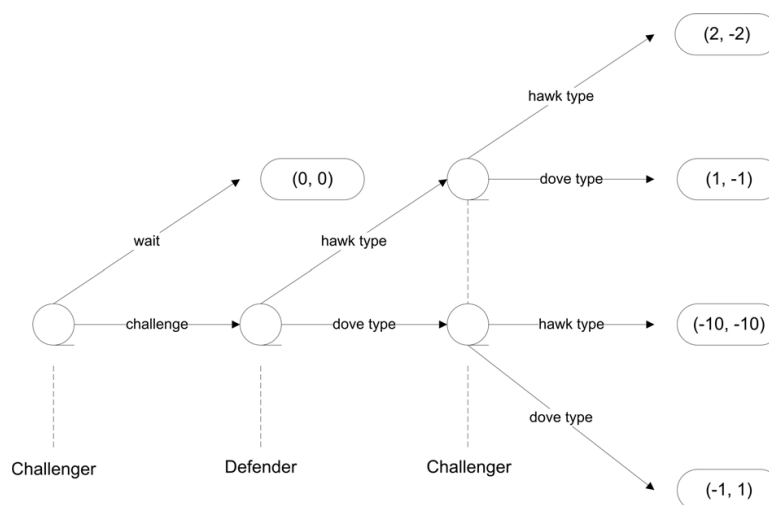 (2, -2)
hawk type
(0, 0)
dove type
(1, -1)
wait
hawk type
challenge
dove type
hawk type
(-10, -10)
dove type
Challenger
Defender
Challenger
(-1, 1)